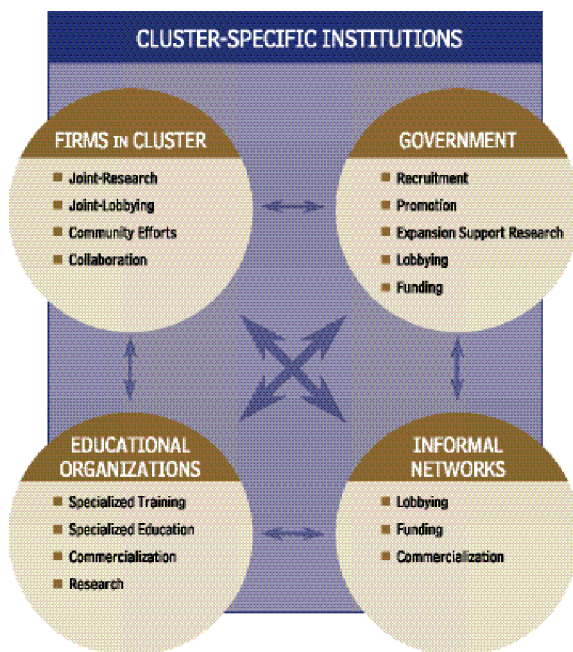 CLUSTER-SPECIFIC INSTITUTIONS
FIRMS IN CLUSTER
Joint-Research
Joint-Lobbying
Community Efforts
Collaboration
GOVERNMENT
Recruitment
Promotion
Expansion Support Research
Lobbying
Funding
EDUCATIONAL
ORGANIZATIONS
Specialized Training
Specialized Education
Commercialization
Research
INFORMAL
NETWORKS
Lobbying
Funding
Commercialization